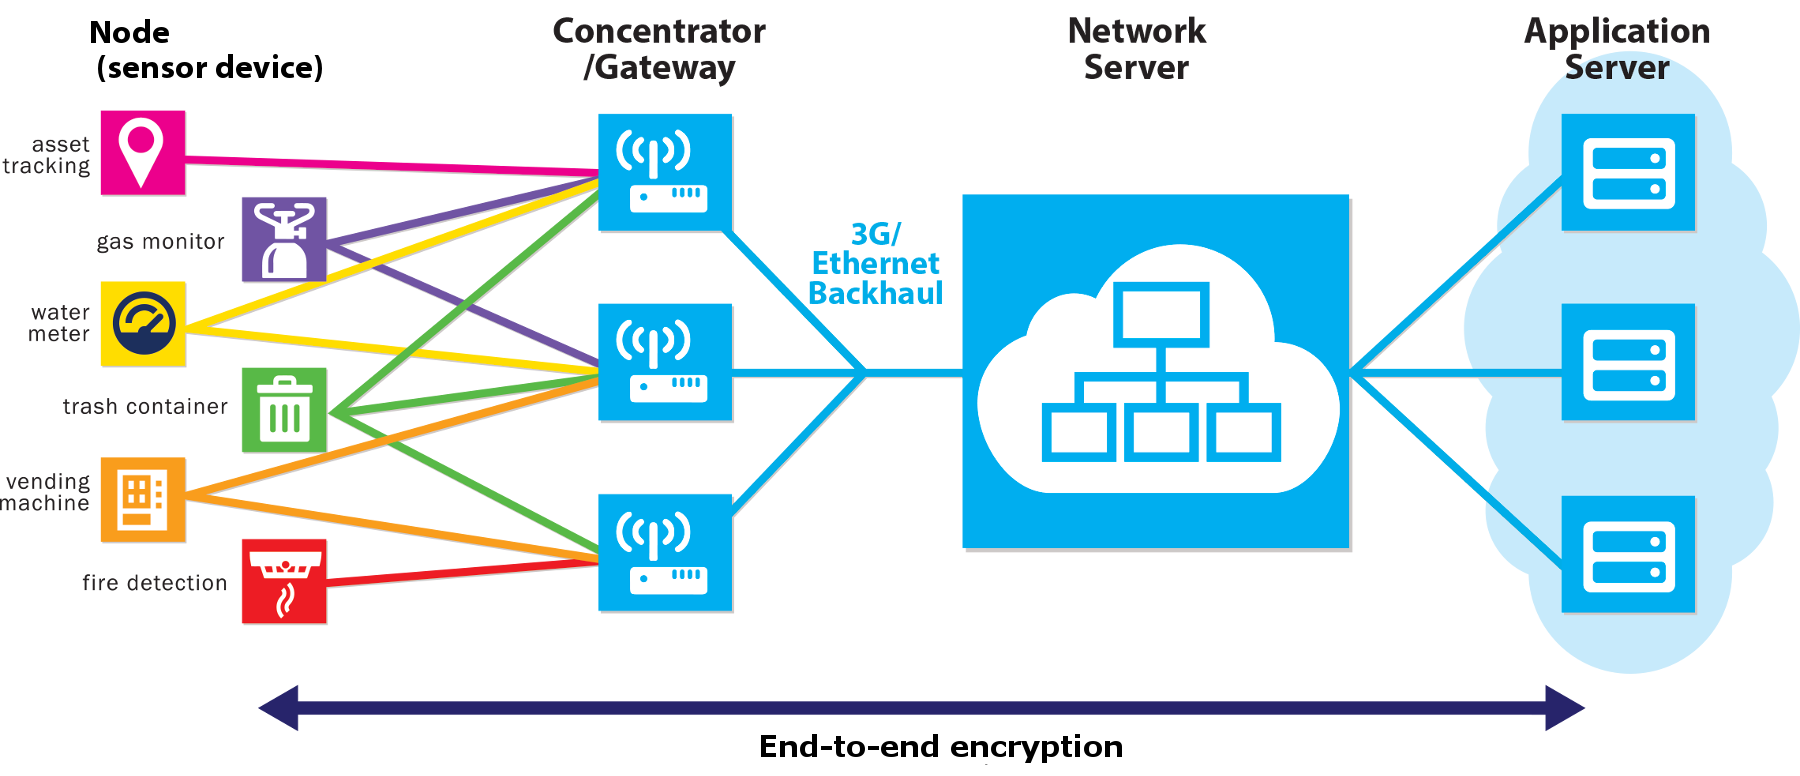 Node
(sensor device)
Concentrator
/Gateway
Network
Server
Application
Server
asset
tracking
gas monitor
water
meter
trash container
vending
machine
fire detection
3G/
Ethernet
Backhaul
End-to-end encryption